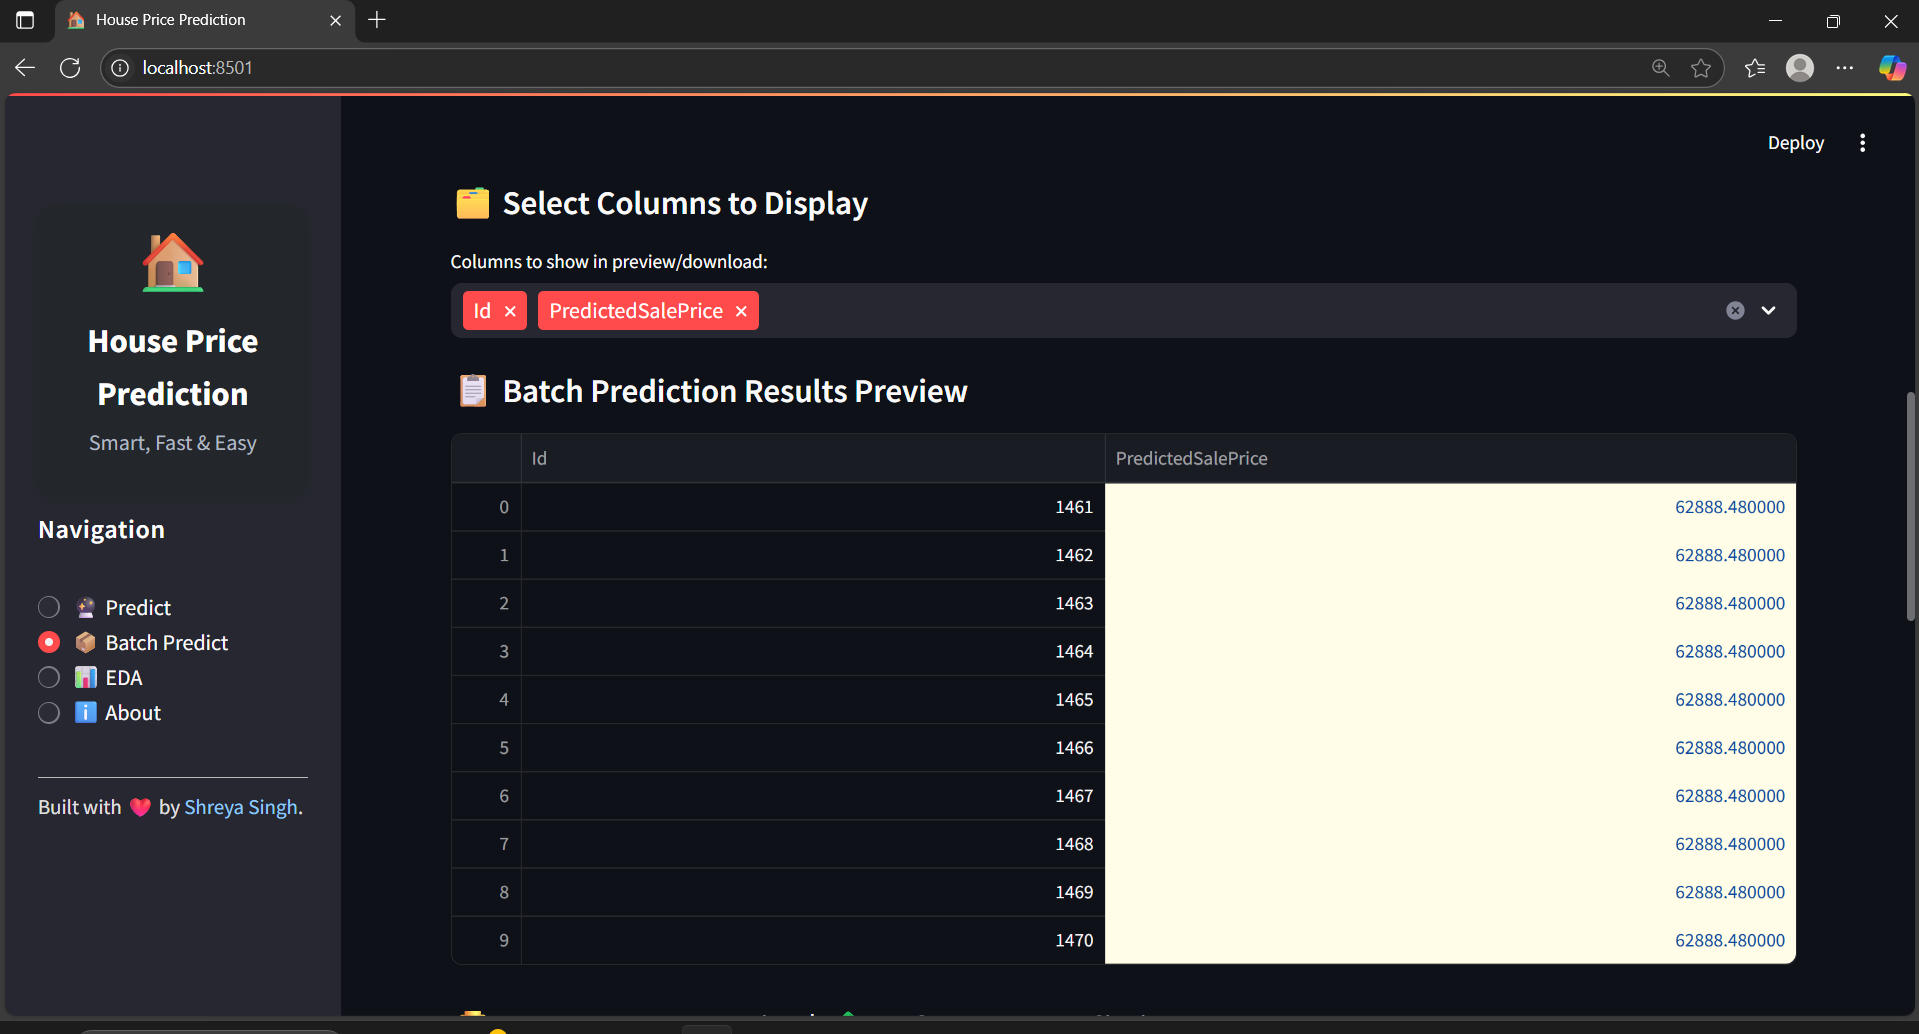 House Price Prediction
localhost:8501
Deploy
House Price
Prediction
Smart, Fast & Easy
Navigation
Predict
Batch Predict
EDA
About
Built with by Shreya Singh.
Select Columns to Display
Columns to show in preview/download:
Id PredictedSalePrice
Batch Prediction Results Preview
Id PredictedSalePrice
0 1461 62888.480000
1 1462 62888.480000
2 1463 62888.480000
3 1464 62888.480000
4 1465 62888.480000
5 1466 62888.480000
6 1467 62888.480000
7 1468 62888.480000
8 1469 62888.480000
9 1470 62888.480000